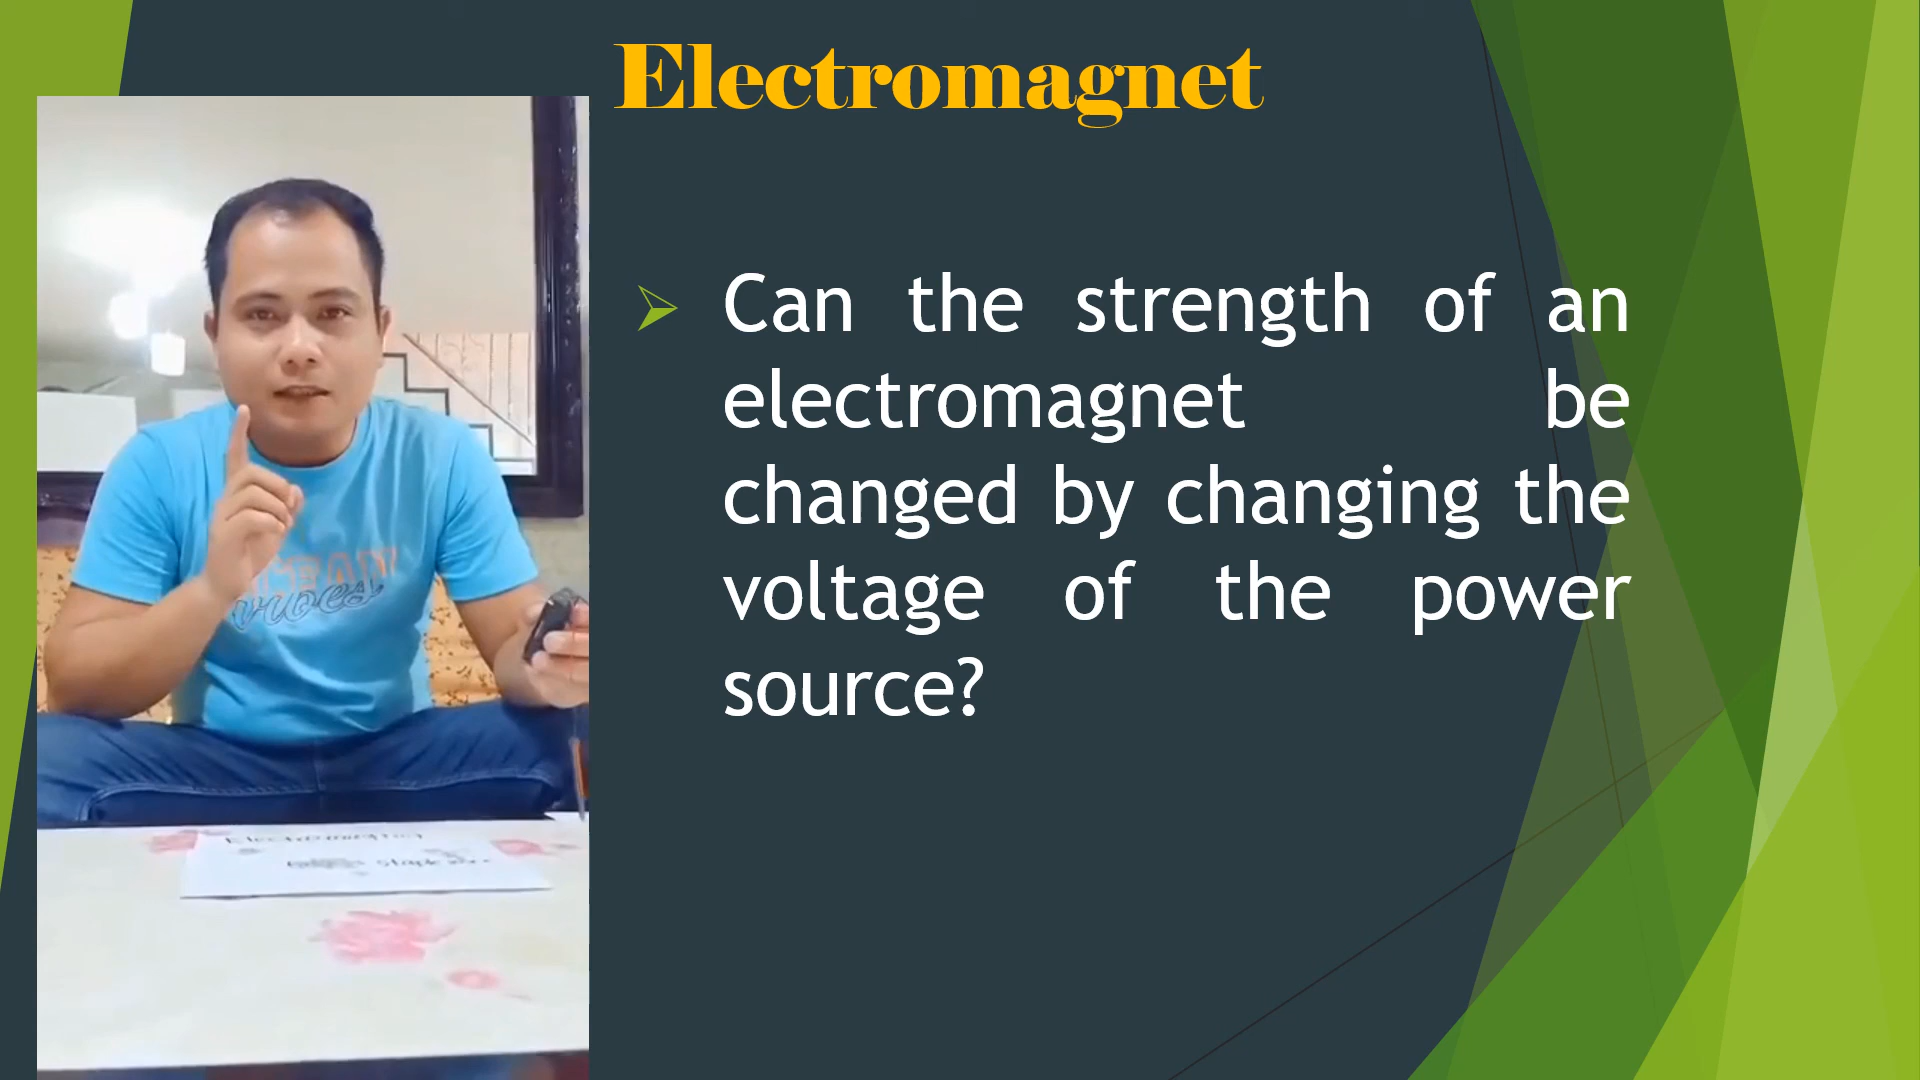 Electromagnet
Can the strength of an
electromagnet be
changed by changing the
voltage of the power
source?